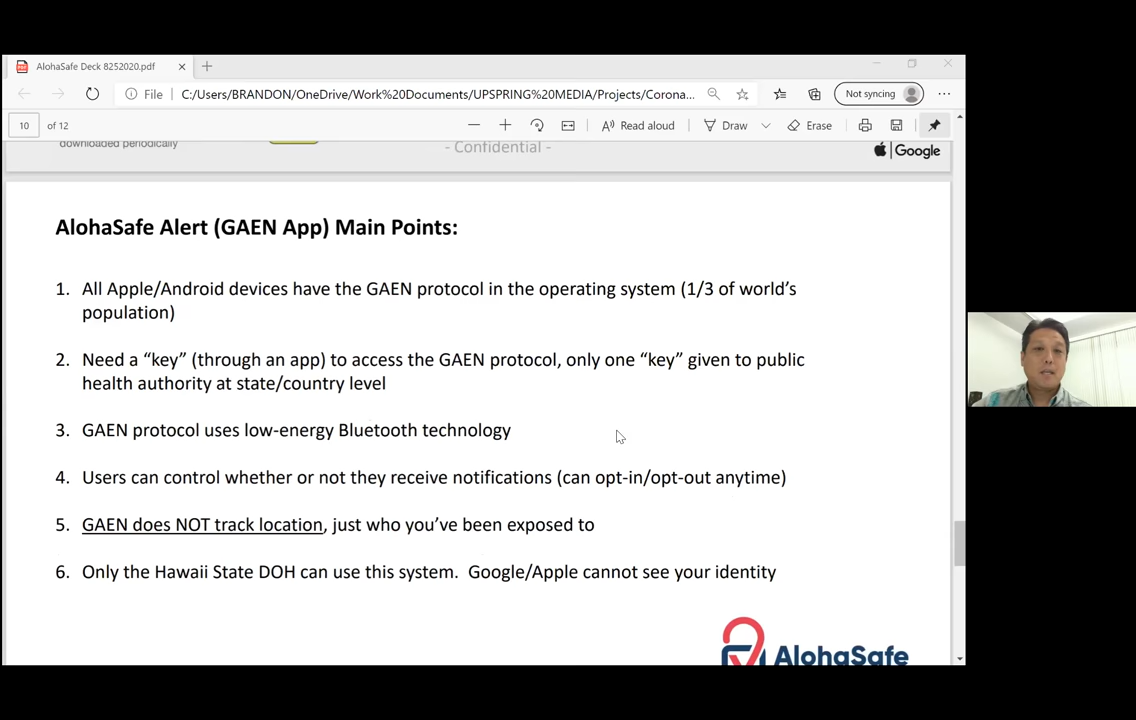 AlohaSafe Deck 8252020.pdf
File
C:/Users/BRANDON/OneDrive/Work%20Documents/UPSPRING%20MEDIA/Projects/Corona...
Not syncing
10 of 12
Read aloud
Draw
Erase
downloaded periodically
- Confidential -
Google
AlohaSafe Alert (GAEN App) Main Points:
1. All Apple/Android devices have the GAEN protocol in the operating system (1/3 of world's
population)
2. Need a “key” (through an app) to access the GAEN protocol, only one “key” given to public
health authority at state/country level
3. GAEN protocol uses low-energy Bluetooth technology
4. Users can control whether or not they receive notifications (can opt-in/opt-out anytime)
5. GAEN does NOT track location, just who you've been exposed to
6. Only the Hawaii State DOH can use this system.  Google/Apple cannot see your identity
AlohaSafe